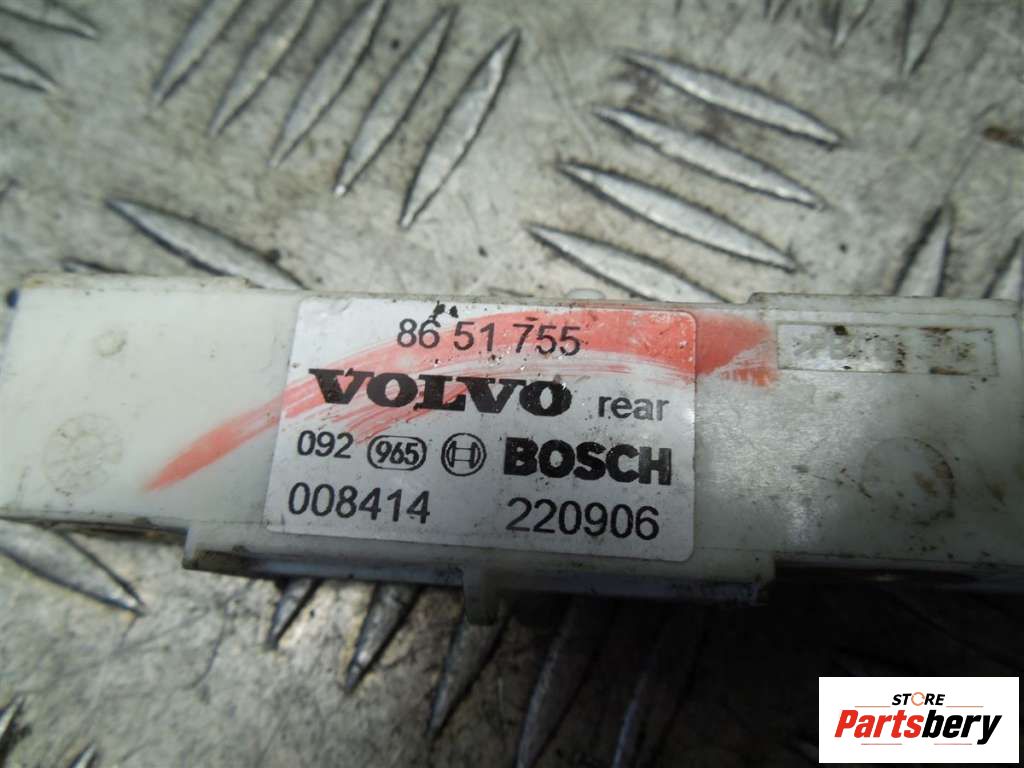 86 51 755
VOLVO rear
092 965 BOSCH
008414 220906
STORE
Partsbery